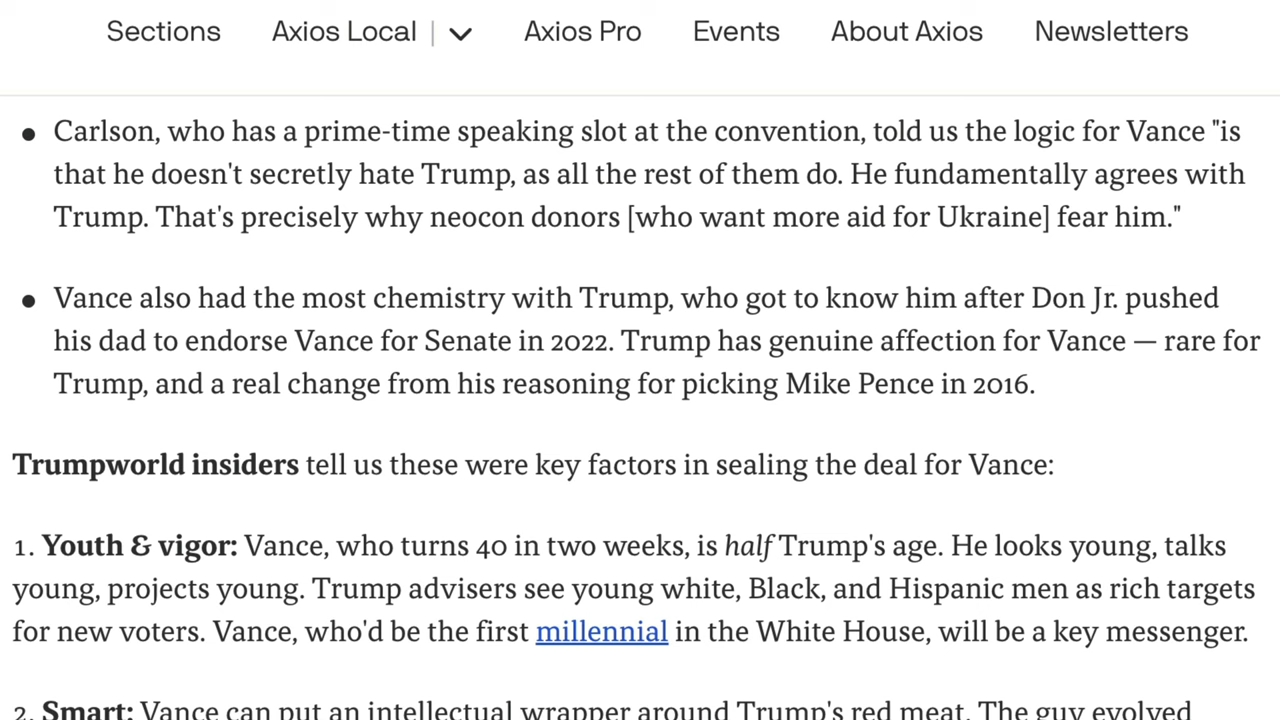 Sections Axios Local | Axios Pro Events About Axios Newsletters
● Carlson, who has a prime-time speaking slot at the convention, told us the logic for Vance "is
that he doesn't secretly hate Trump, as all the rest of them do. He fundamentally agrees with
Trump. That's precisely why neocon donors [who want more aid for Ukraine] fear him."
● Vance also had the most chemistry with Trump, who got to know him after Don Jr. pushed
his dad to endorse Vance for Senate in 2022. Trump has genuine affection for Vance — rare for
Trump, and a real change from his reasoning for picking Mike Pence in 2016.
Trumpworld insiders tell us these were key factors in sealing the deal for Vance:
1. Youth & vigor: Vance, who turns 40 in two weeks, is half Trump's age. He looks young, talks
young, projects young. Trump advisers see young white, Black, and Hispanic men as rich targets
for new voters. Vance, who'd be the first millennial in the White House, will be a key messenger.
2. Smart: Vance can put an intellectual wrapper around Trump's red meat. The guy evolved